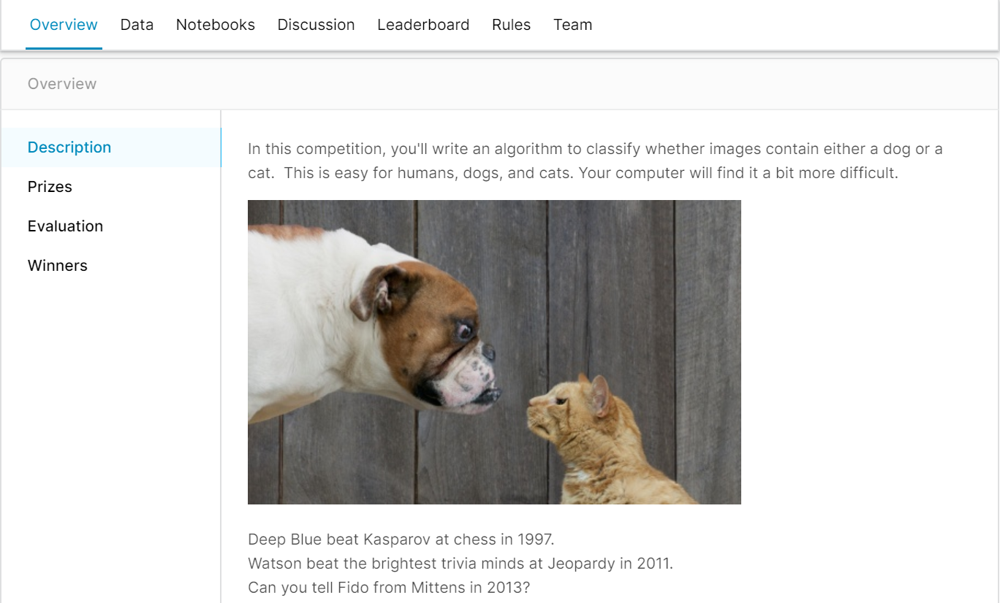 Overview Data Notebooks Discussion Leaderboard Rules Team
Overview
Description
Prizes
Evaluation
Winners
In this competition, you'll write an algorithm to classify whether images contain either a dog or a
cat.  This is easy for humans, dogs, and cats. Your computer will find it a bit more difficult.
Deep Blue beat Kasparov at chess in 1997.
Watson beat the brightest trivia minds at Jeopardy in 2011.
Can you tell Fido from Mittens in 2013?